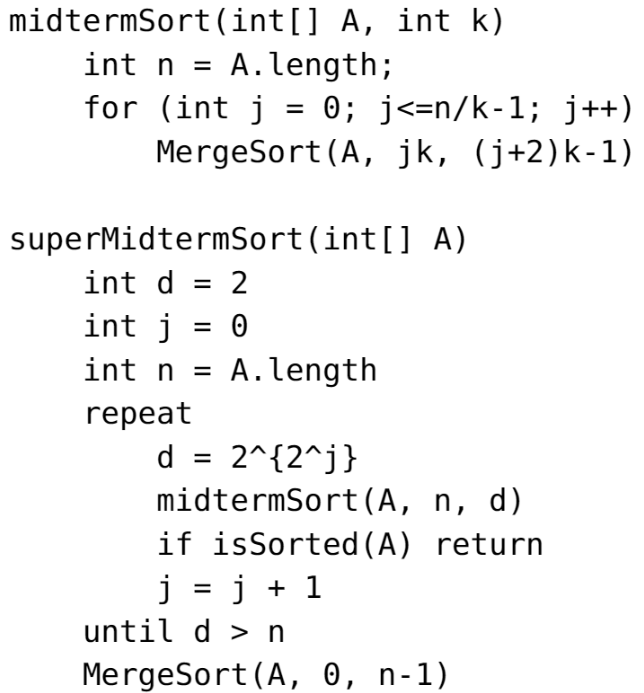 midtermSort(int[] A, int k)
    int n = A.length;
    for (int j = 0; j<=n/k-1; j++)
        MergeSort(A, jk, (j+2)k-1)

superMidtermSort(int[] A)
    int d = 2
    int j = 0
    int n = A.length
    repeat
        d = 2^{2^j}
        midtermSort(A, n, d)
        if isSorted(A) return
        j = j + 1
    until d > n
    MergeSort(A, 0, n-1)